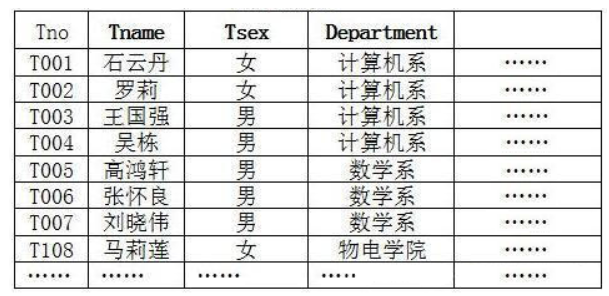 Tno Tname Tsex Department
T001 石云丹 女 计算机系 ……
T002 罗莉 女 计算机系 ……
T003 王国强 男 计算机系 ……
T004 吴栋 男 计算机系 ……
T005 高鸿轩 男 数学系 ……
T006 张怀良 男 数学系 ……
T007 刘晓伟 男 数学系 ……
T108 马莉莲 女 物电学院 ……
…… …… …… ….. ……